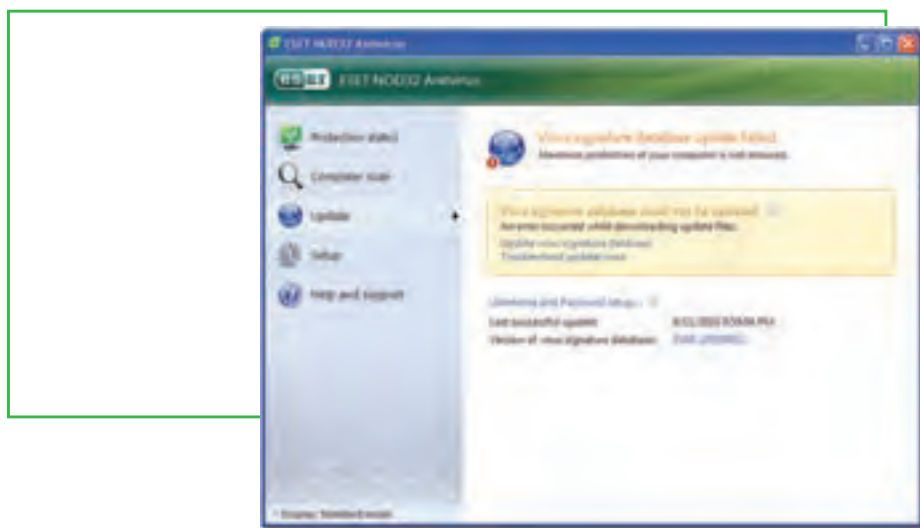 ESET NOD32 Antivirus
eset ESET NOD32 Antivirus
Protection status
Computer scan
Update
Setup
Help and support
Virus signature database update failed
Maximum protection of your computer is not ensured.
Virus signature database could not be updated
An error occurred while downloading update files.
Update virus signature database
Username and Password setup...
Last successful update:
Version of virus signature database:
Display: Standard mode